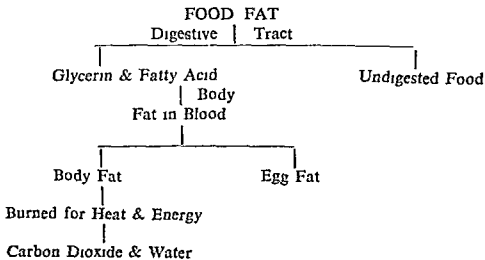 FOOD FAT
Digestive Tract
Glycerin & Fatty Acid Undigested Food
Body
Fat in Blood
Body Fat Egg Fat
Burned for Heat & Energy
Carbon Dioxide & Water